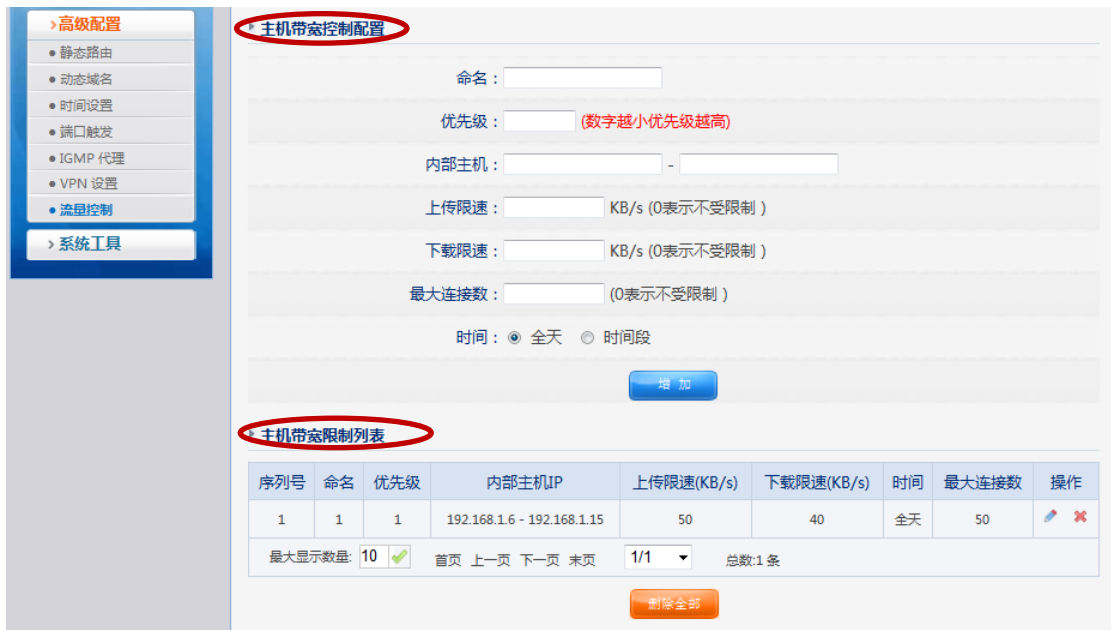 ›高级配置
• 静态路由
• 动态域名
• 时间设置
• 端口触发
• IGMP 代理
• VPN 设置
• 流量控制
›系统工具
主机带宽控制配置
命名：
优先级： (数字越小优先级越高)
内部主机： -
上传限速： KB/s (0表示不受限制 )
下载限速： KB/s (0表示不受限制 )
最大连接数： (0表示不受限制 )
时间： 全天 时间段
增 加
主机带宽限制列表
序列号 命名 优先级 内部主机IP 上传限速(KB/s) 下载限速(KB/s) 时间 最大连接数 操作
1 1 1 192.168.1.6 - 192.168.1.15 50 40 全天 50
最大显示数量: 10 首页 上一页 下一页 末页 1/1 总数:1 条
删除全部